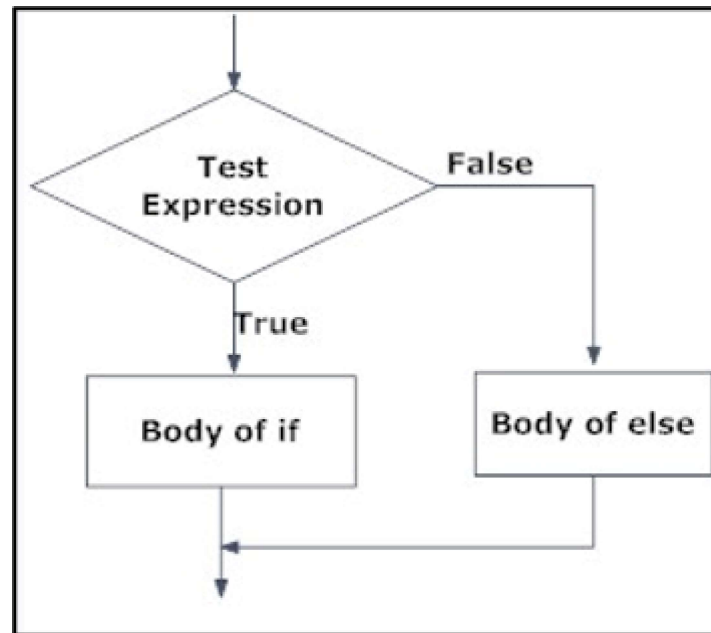 Test
Expression
False
True
Body of if
Body of else